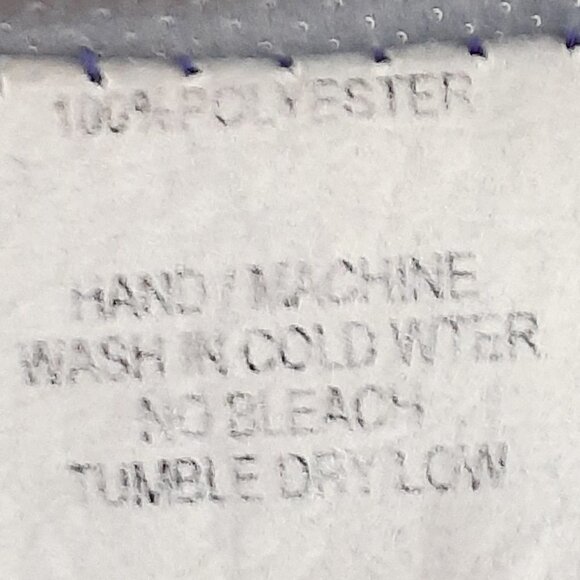 100% POLYESTER
HAND / MACHINE
WASH IN COLD WTER
NO BLEACH
TUMBLE DRY LOW